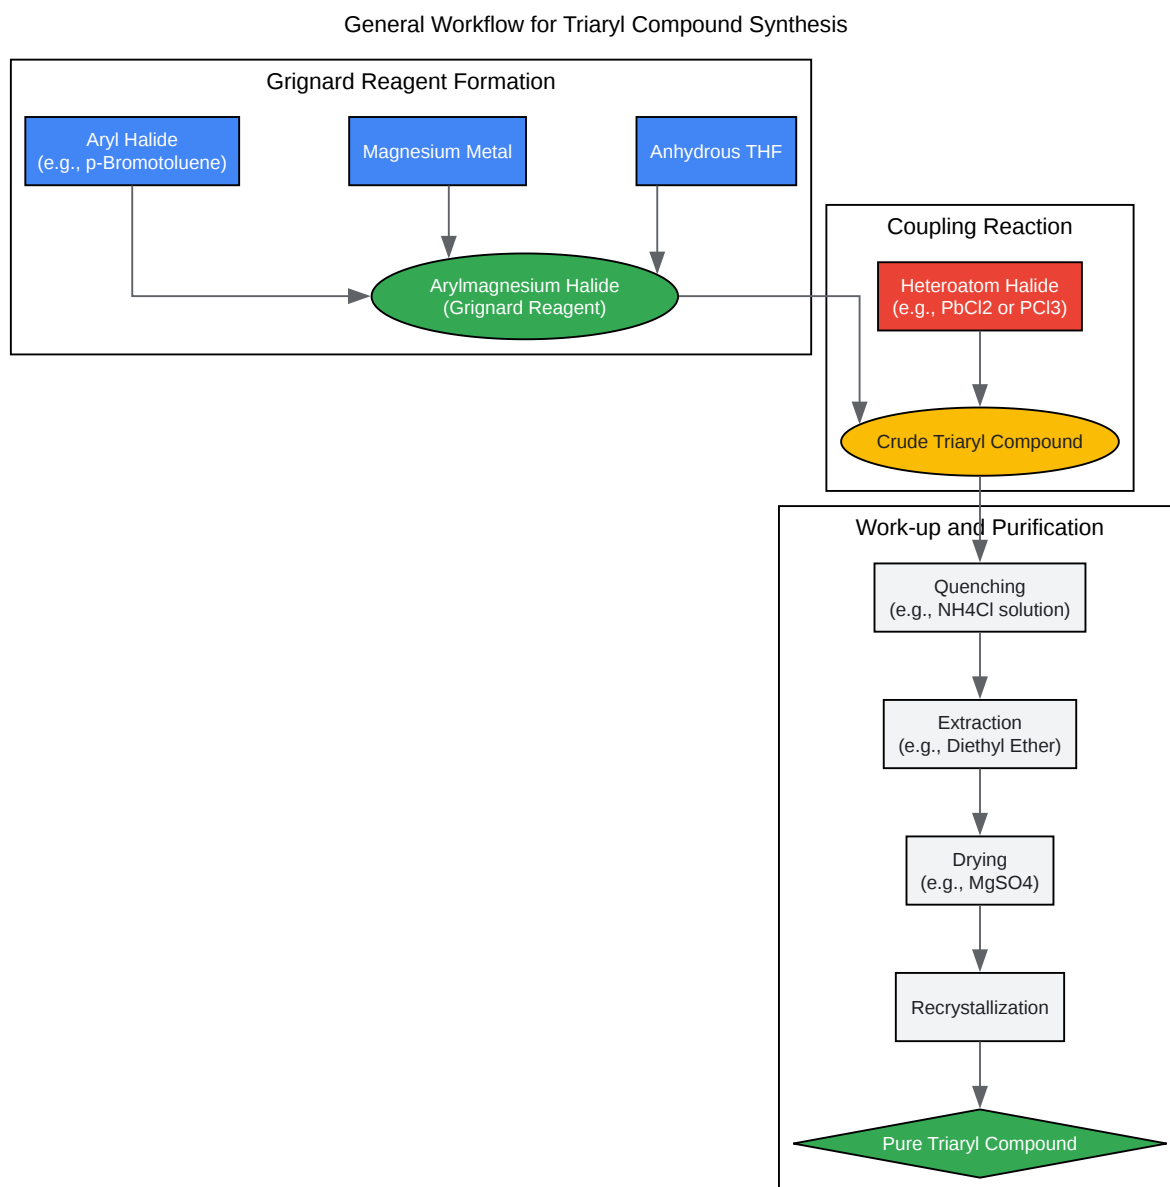 General Workflow for Triaryl Compound Synthesis
Grignard Reagent Formation
Aryl Halide
(e.g., p-Bromotoluene)
Magnesium Metal
Anhydrous THF
Arylmagnesium Halide
(Grignard Reagent)
Coupling Reaction
Heteroatom Halide
(e.g., PbCl2 or PCl3)
Crude Triaryl Compound
Work-up and Purification
Quenching
(e.g., NH4Cl solution)
Extraction
(e.g., Diethyl Ether)
Drying
(e.g., MgSO4)
Recrystallization
Pure Triaryl Compound